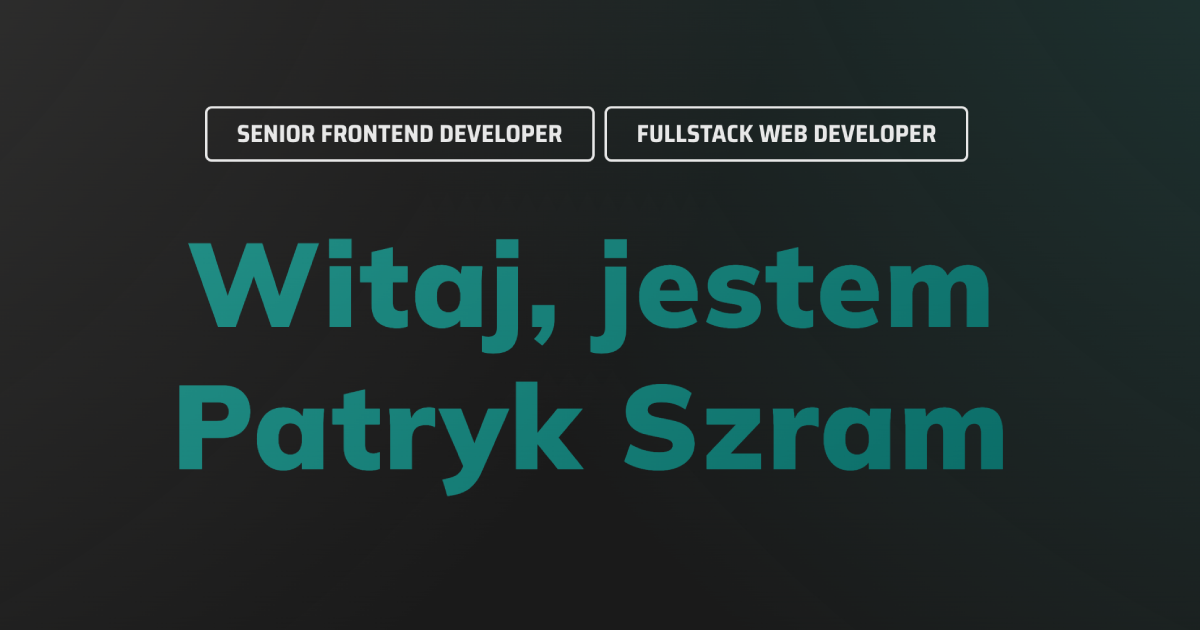 SENIOR FRONTEND DEVELOPER FULLSTACK WEB DEVELOPER
Witaj, jestem
Patryk Szram